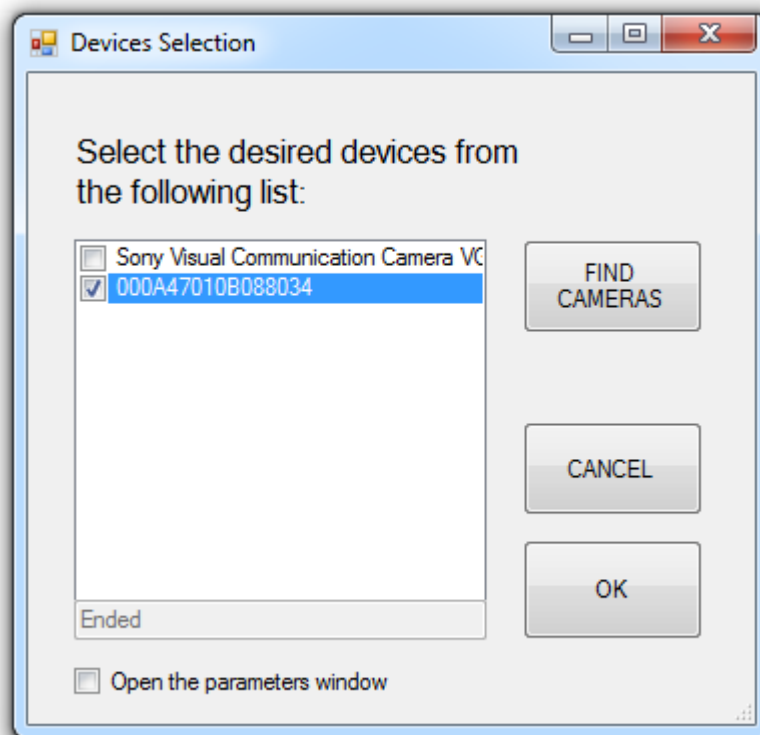 Devices Selection
Select the desired devices from
the following list:
Sony Visual Communication Camera VG
000A47010B088034
FIND
CAMERAS
CANCEL
OK
Ended
Open the parameters window